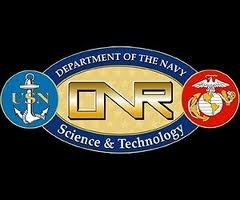 DEPARTMENT OF THE NAVY
USN
ONR
Science & Technology